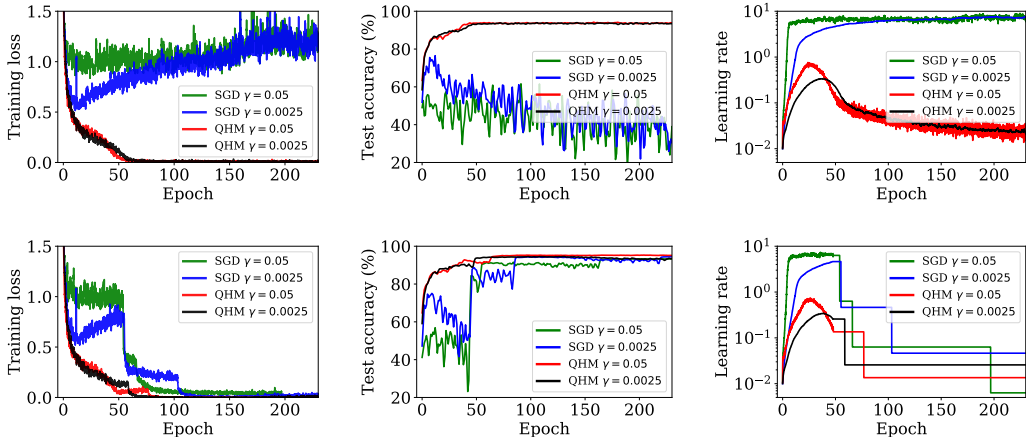 1.5
1.0
0.5
0.0
Training loss
0 50 100 150 200
Epoch
SGD γ = 0.05
SGD γ = 0.0025
QHM γ = 0.05
QHM γ = 0.0025
100
80
60
40
20
Test accuracy (%)
0 50 100 150 200
Epoch
SGD γ = 0.05
SGD γ = 0.0025
QHM γ = 0.05
QHM γ = 0.0025
10¹
10⁰
10⁻¹
10⁻²
Learning rate
0 50 100 150 200
Epoch
SGD γ = 0.05
SGD γ = 0.0025
QHM γ = 0.05
QHM γ = 0.0025
1.5
1.0
0.5
0.0
Training loss
0 50 100 150 200
Epoch
SGD γ = 0.05
SGD γ = 0.0025
QHM γ = 0.05
QHM γ = 0.0025
100
80
60
40
20
Test accuracy (%)
0 50 100 150 200
Epoch
SGD γ = 0.05
SGD γ = 0.0025
QHM γ = 0.05
QHM γ = 0.0025
10¹
10⁰
10⁻¹
10⁻²
Learning rate
0 50 100 150 200
Epoch
SGD γ = 0.05
SGD γ = 0.0025
QHM γ = 0.05
QHM γ = 0.0025